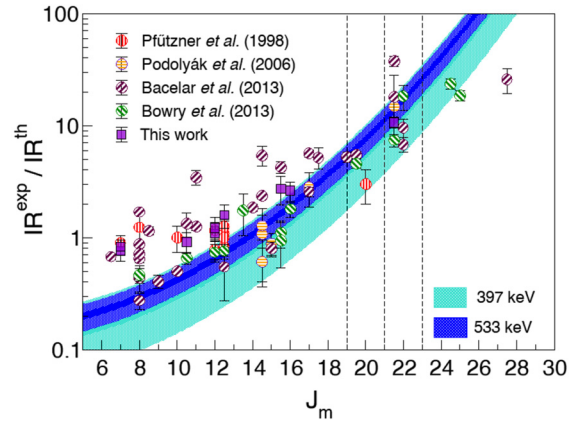 100
10
1
0.1
IR^exp / IR^th
Pfützner et al. (1998)
Podolyák et al. (2006)
Bacelar et al. (2013)
Bowry et al. (2013)
This work
397 keV
533 keV
6 8 10 12 14 16 18 20 22 24 26 28 30
J_m